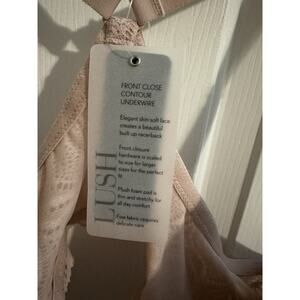 FRONT CLOSE
CONTOUR
UNDERWIRE
Elegant skin soft lace
creates a beautiful
built up racerback
Front closure
hardware is scaled
to size for larger
sizes for the perfect
fit
Plush foam pad is
thin and stretchy for
all day comfort
Fine fabric requires
delicate care
LUSH